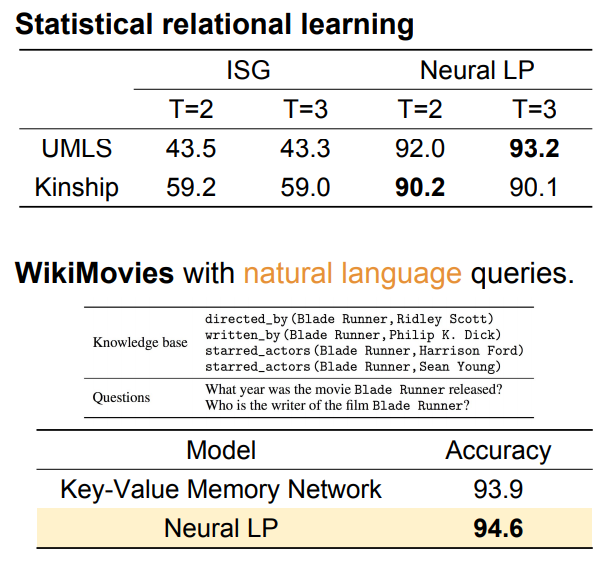 Statistical relational learning
ISG Neural LP
T=2 T=3 T=2 T=3
UMLS 43.5 43.3 92.0 93.2
Kinship 59.2 59.0 90.2 90.1
WikiMovies with natural language queries.
Knowledge base
directed_by(Blade Runner,Ridley Scott)
written_by(Blade Runner,Philip K. Dick)
starred_actors(Blade Runner,Harrison Ford)
starred_actors(Blade Runner,Sean Young)
Questions
What year was the movie Blade Runner released?
Who is the writer of the film Blade Runner?
Model Accuracy
Key-Value Memory Network 93.9
Neural LP 94.6